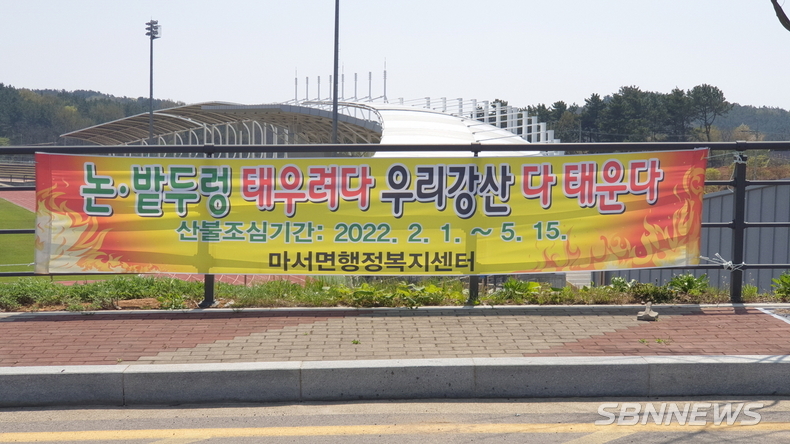 논·밭두렁 태우려다 우리강산 다 태운다
산불조심기간: 2022. 2. 1. ~ 5. 15.
마서면행정복지센터
SBNNEWS